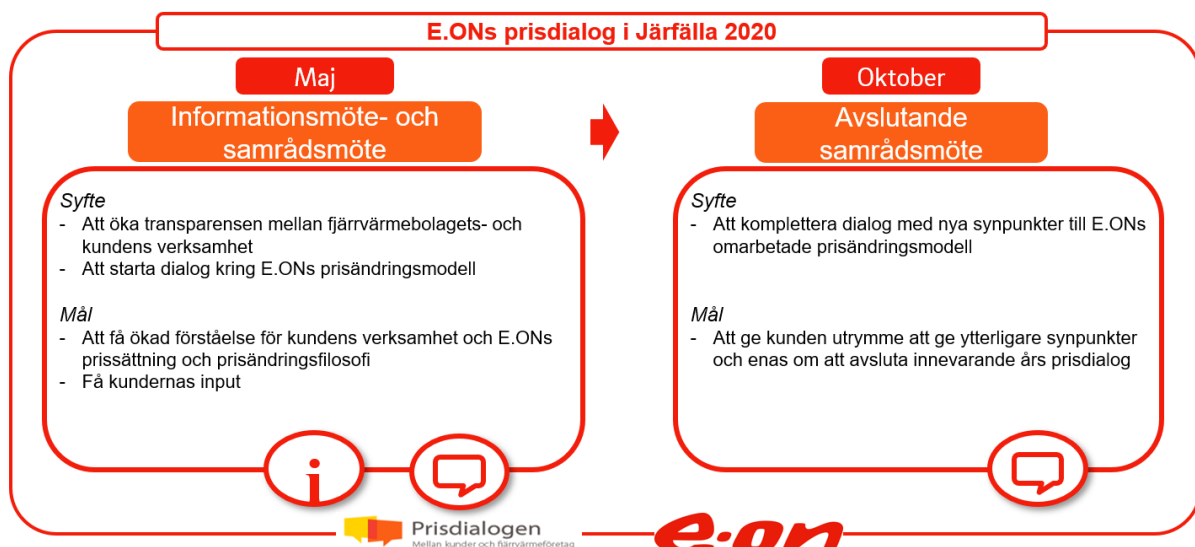 E.ONs prisdialog i Järfälla 2020
Maj
Informationsmöte- och
samrådsmöte
Syfte
- Att öka transparensen mellan fjärrvärmebolagets- och
kundens verksamhet
- Att starta dialog kring E.ONs prisändringsmodell
Mål
- Att få ökad förståelse för kundens verksamhet och E.ONs
prissättning och prisändringsfilosofi
- Få kundernas input
i
Oktober
Avslutande
samrådsmöte
Syfte
- Att komplettera dialog med nya synpunkter till E.ONs
omarbetade prisändringsmodell
Mål
- Att ge kunden utrymme att ge ytterligare synpunkter
och enas om att avsluta innevarande års prisdialog
Prisdialogen
Mellan kunder och fjärrvärmeföretag
e·on